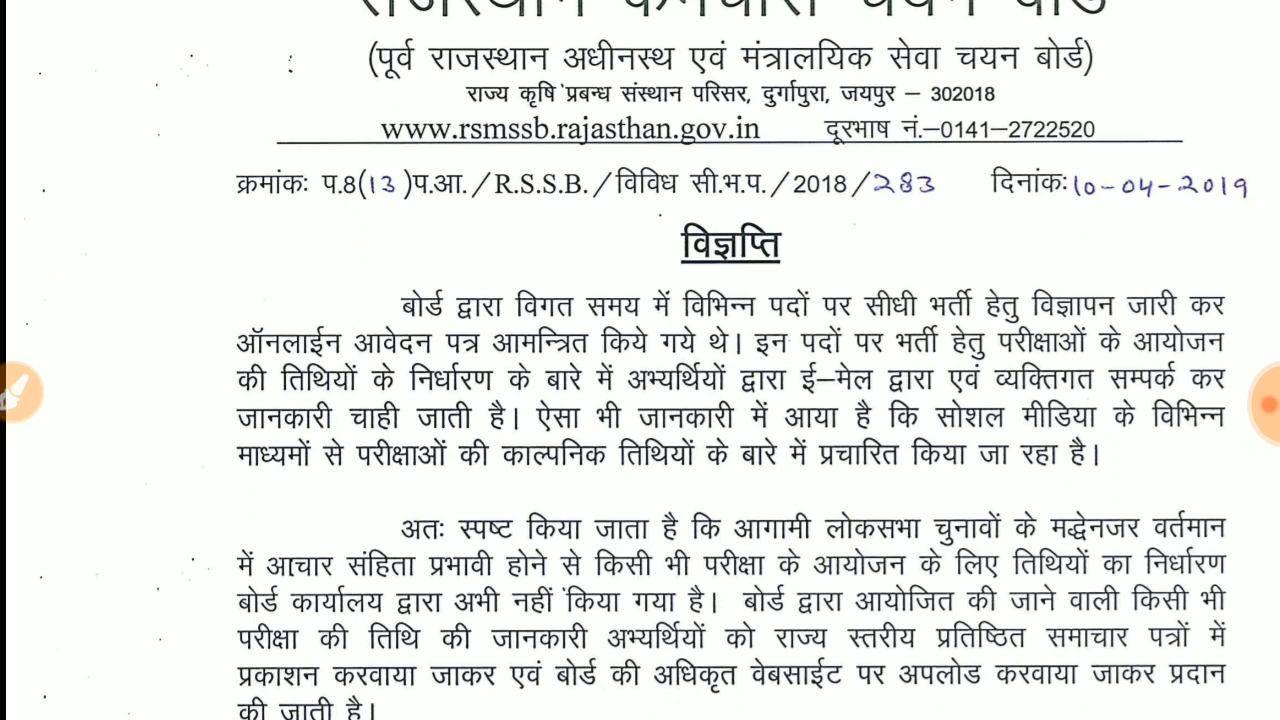 राजस्थान कर्मचारी चयन बोर्ड
(पूर्व राजस्थान अधीनस्थ एवं मंत्रालयिक सेवा चयन बोर्ड)
राज्य कृषि प्रबन्ध संस्थान परिसर, दुर्गापुरा, जयपुर – 302018
www.rsmssb.rajasthan.gov.in दूरभाष नं.–0141–2722520
क्रमांकः प.8(13)प.आ./R.S.S.B./विविध सी.भ.प./2018/283 दिनांकः10-04-2019
विज्ञप्ति
बोर्ड द्वारा विगत समय में विभिन्न पदों पर सीधी भर्ती हेतु विज्ञापन जारी कर
ऑनलाईन आवेदन पत्र आमन्त्रित किये गये थे। इन पदों पर भर्ती हेतु परीक्षाओं के आयोजन
की तिथियों के निर्धारण के बारे में अभ्यर्थियों द्वारा ई–मेल द्वारा एवं व्यक्तिगत सम्पर्क कर
जानकारी चाही जाती है। ऐसा भी जानकारी में आया है कि सोशल मीडिया के विभिन्न
माध्यमों से परीक्षाओं की काल्पनिक तिथियों के बारे में प्रचारित किया जा रहा है।
अतः स्पष्ट किया जाता है कि आगामी लोकसभा चुनावों के मद्धेनजर वर्तमान
में आचार संहिता प्रभावी होने से किसी भी परीक्षा के आयोजन के लिए तिथियों का निर्धारण
बोर्ड कार्यालय द्वारा अभी नहीं किया गया है। बोर्ड द्वारा आयोजित की जाने वाली किसी भी
परीक्षा की तिथि की जानकारी अभ्यर्थियों को राज्य स्तरीय प्रतिष्ठित समाचार पत्रों में
प्रकाशन करवाया जाकर एवं बोर्ड की अधिकृत वेबसाईट पर अपलोड करवाया जाकर प्रदान
की जाती है।